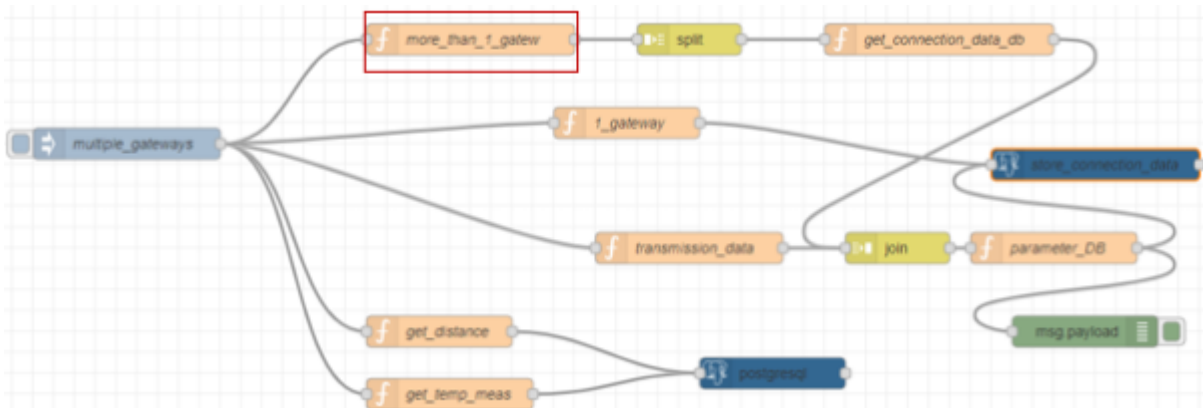 more_than_1_gatew
split
get_connection_data_db
1_gateway
multiple_gateways
store_connection_data
transmission_data
join
parameter_DB
get_distance
msg.payload
postgresql
get_temp_meas